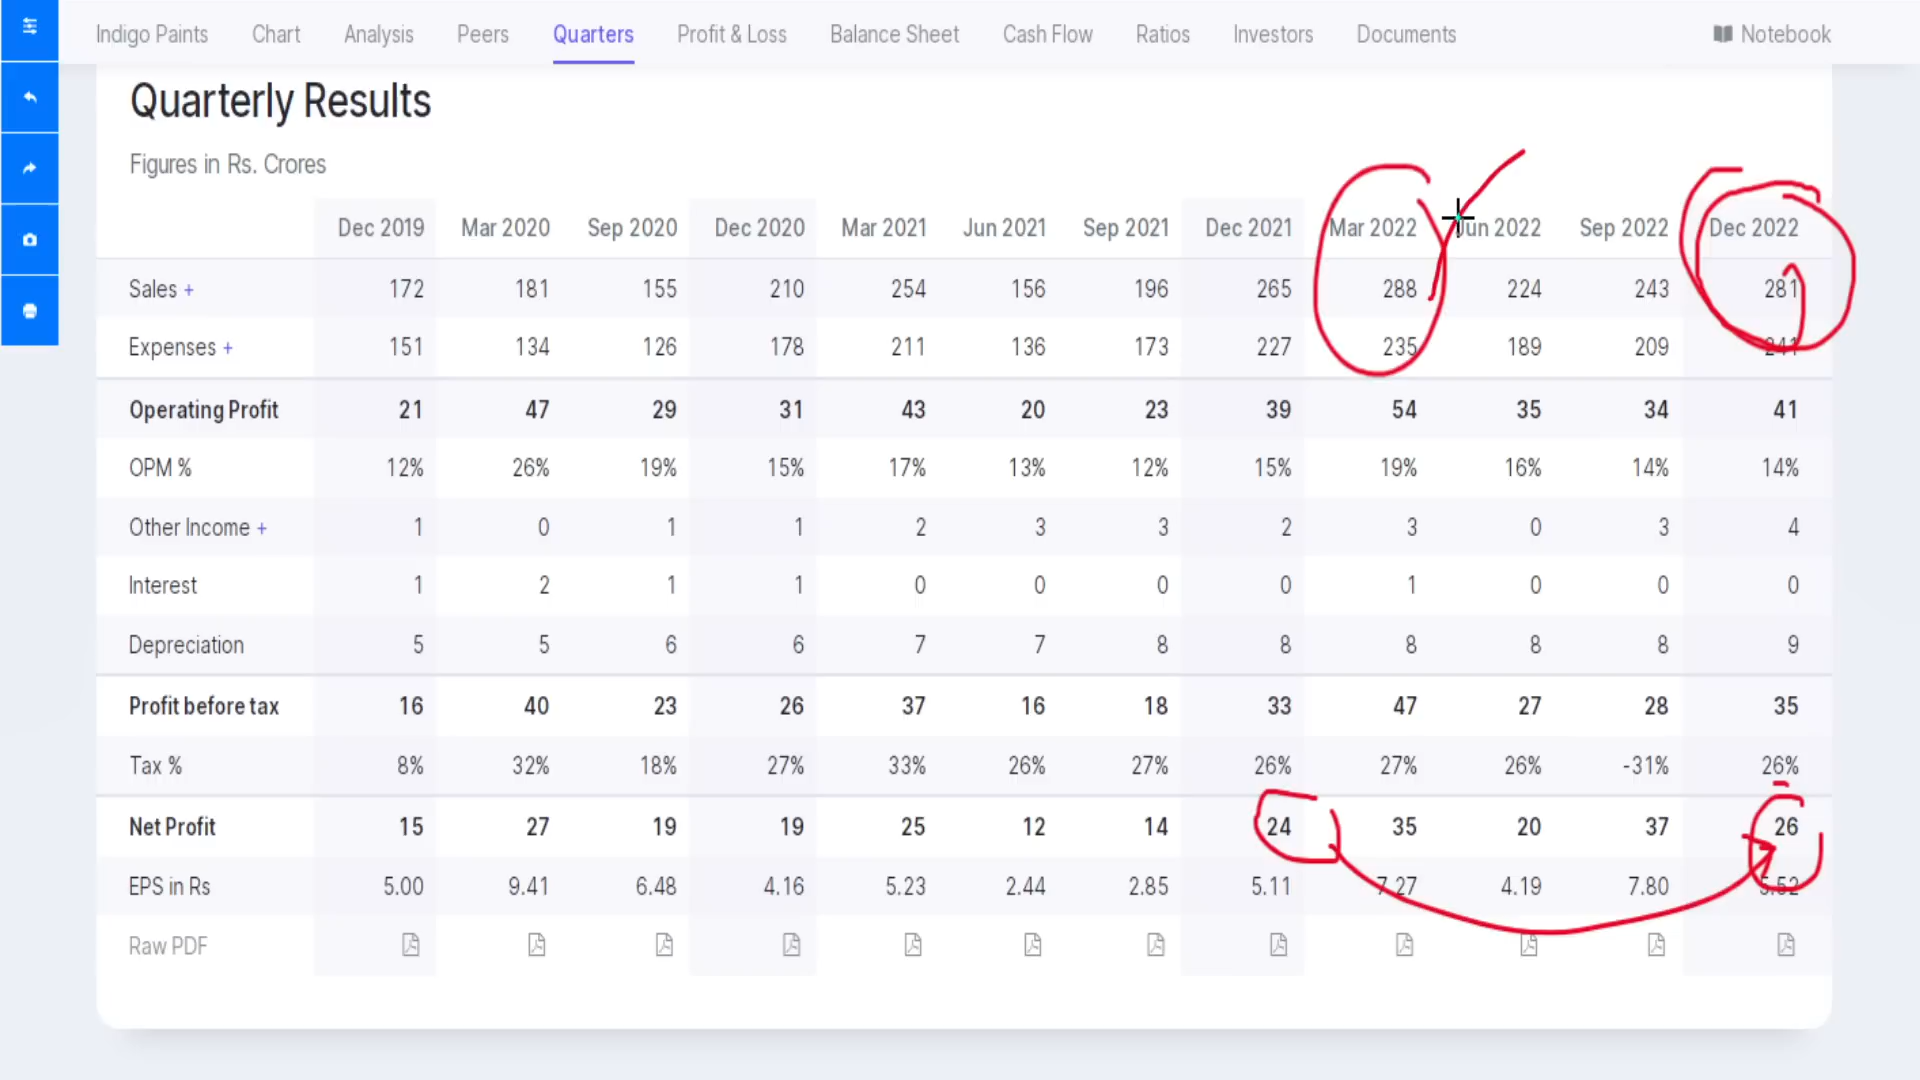 Indigo Paints Chart Analysis Peers Quarters Profit & Loss Balance Sheet Cash Flow Ratios Investors Documents Notebook
Quarterly Results
Figures in Rs. Crores
Dec 2019 Mar 2020 Sep 2020 Dec 2020 Mar 2021 Jun 2021 Sep 2021 Dec 2021 Mar 2022 Jun 2022 Sep 2022 Dec 2022
Sales + 172 181 155 210 254 156 196 265 288 224 243 281
Expenses + 151 134 126 178 211 136 173 227 235 189 209 241
Operating Profit 21 47 29 31 43 20 23 39 54 35 34 41
OPM % 12% 26% 19% 15% 17% 13% 12% 15% 19% 16% 14% 14%
Other Income + 1 0 1 1 2 3 3 2 3 0 3 4
Interest 1 2 1 1 0 0 0 0 1 0 0 0
Depreciation 5 5 6 6 7 7 8 8 8 8 8 9
Profit before tax 16 40 23 26 37 16 18 33 47 27 28 35
Tax % 8% 32% 18% 27% 33% 26% 27% 26% 27% 26% -31% 26%
Net Profit 15 27 19 19 25 12 14 24 35 20 37 26
EPS in Rs 5.00 9.41 6.48 4.16 5.23 2.44 2.85 5.11 7.27 4.19 7.80 5.52
Raw PDF